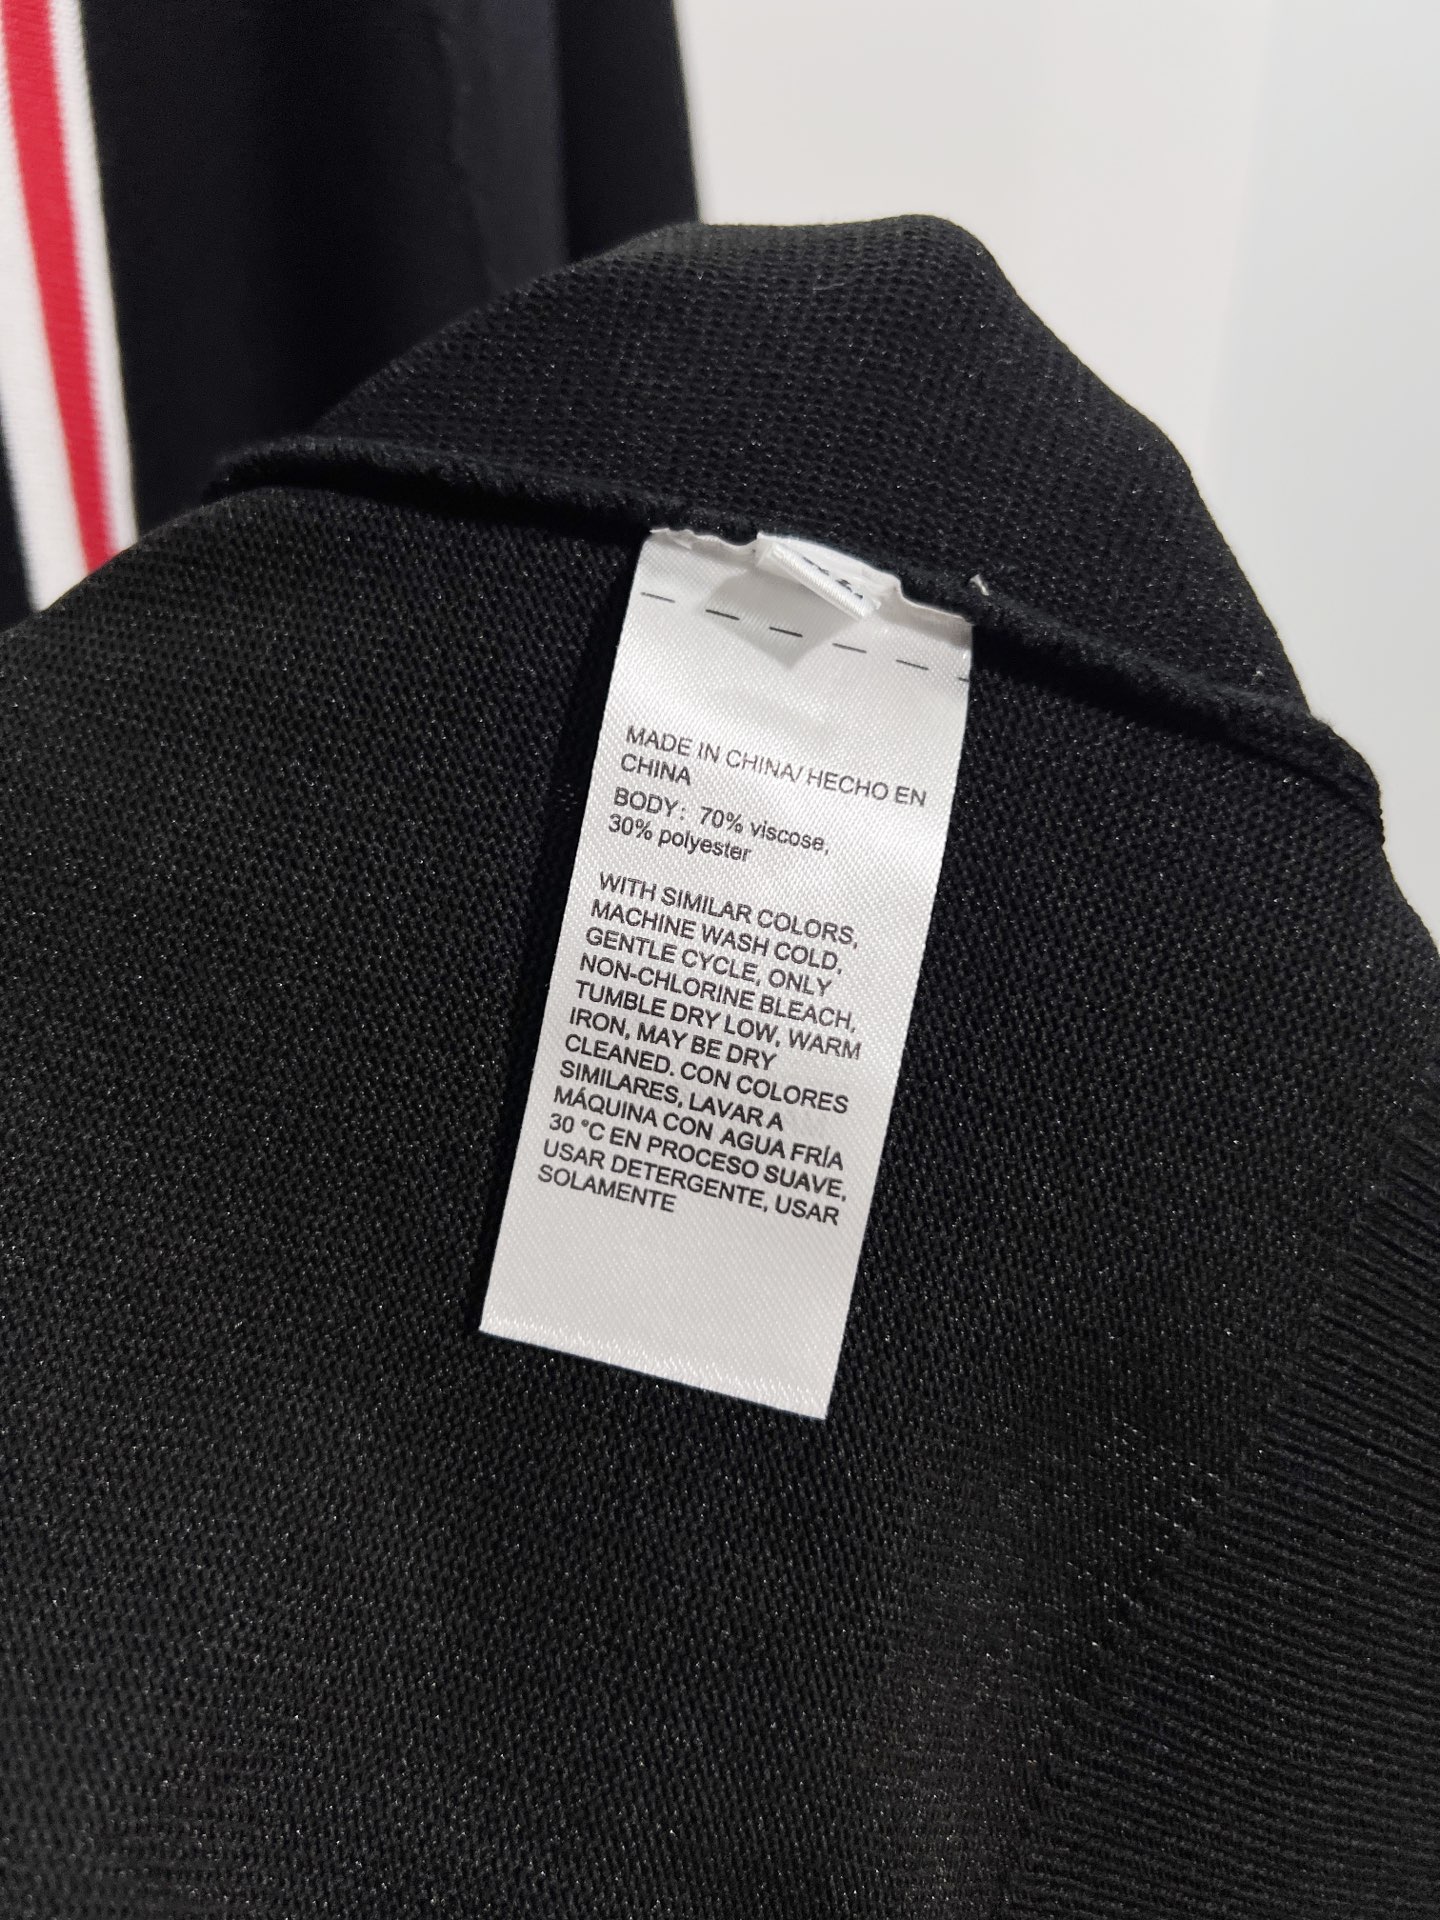 MADE IN CHINA/ HECHO EN
CHINA
BODY: 70% viscose,
30% polyester
WITH SIMILAR COLORS,
MACHINE WASH COLD,
GENTLE CYCLE, ONLY
NON-CHLORINE BLEACH,
TUMBLE DRY LOW, WARM
IRON, MAY BE DRY
CLEANED. CON COLORES
SIMILARES, LAVAR A
MÁQUINA CON AGUA FRÍA
30 °C EN PROCESO SUAVE,
USAR DETERGENTE, USAR
SOLAMENTE